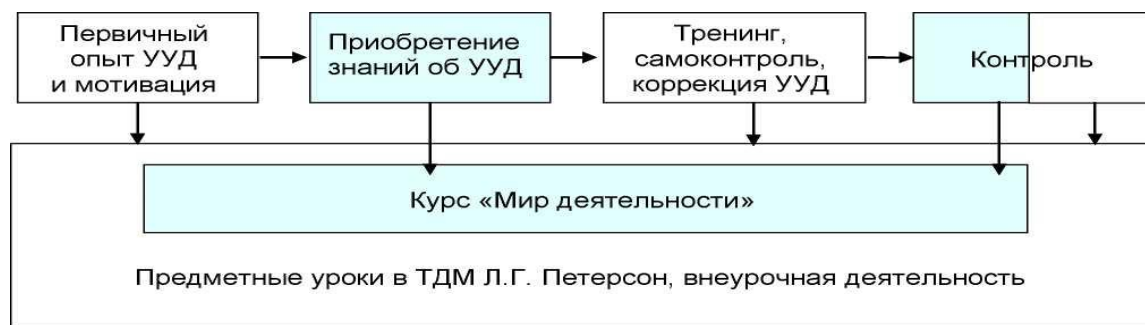 Первичный
опыт УУД
и мотивация
Приобретение
знаний об УУД
Тренинг,
самоконтроль,
коррекция УУД
Контроль
Курс «Мир деятельности»
Предметные уроки в ТДМ Л.Г. Петерсон, внеурочная деятельность